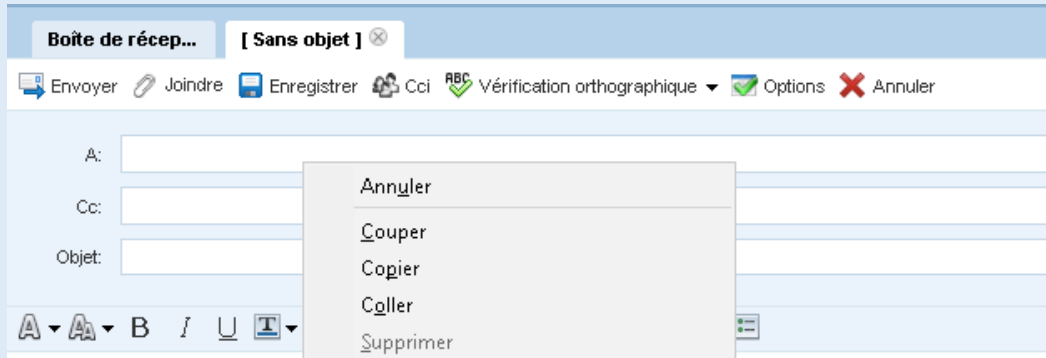 Boîte de récep...
[ Sans objet ]
Envoyer Joindre Enregistrer Cci ABC Vérification orthographique Options Annuler
A:
Annuler
Cc:
Couper
Objet:
Copier
Coller
A A B I U T
Supprimer